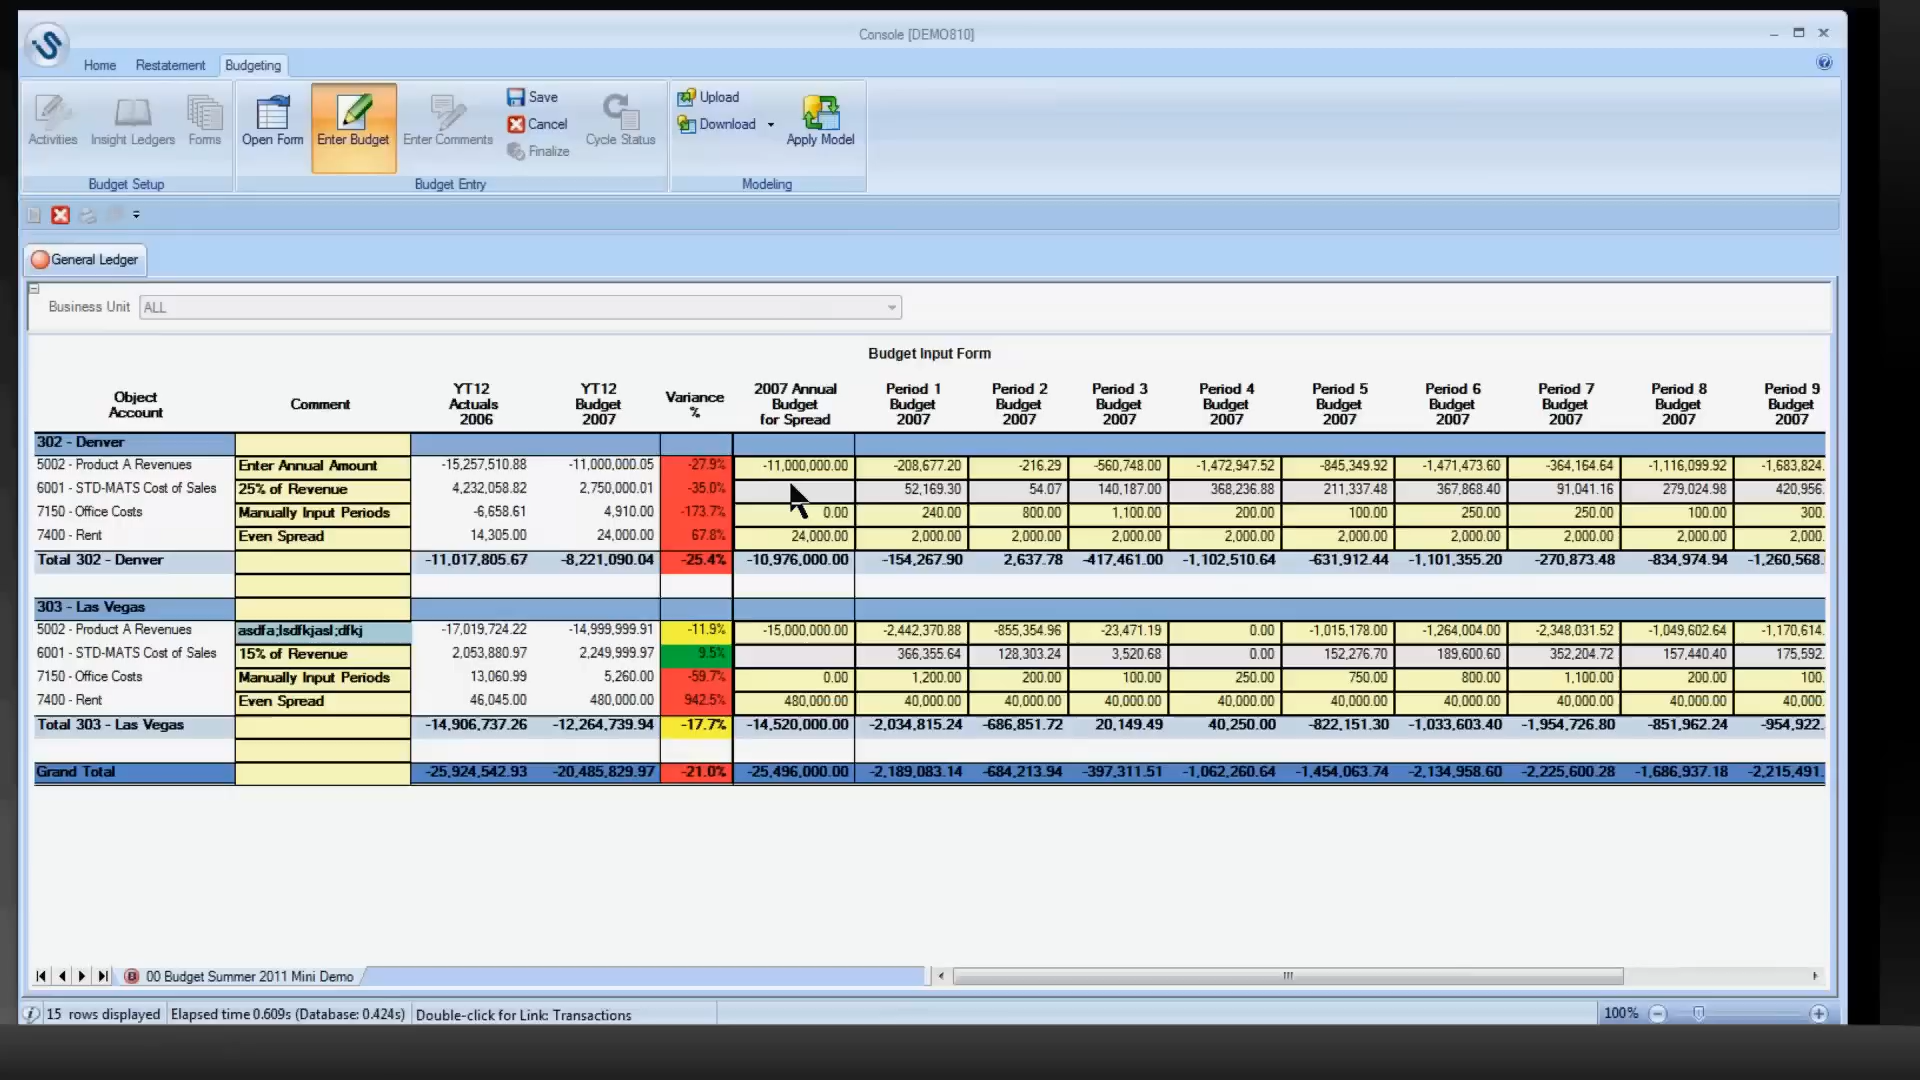 Console [DEMO810]
Home Restatement Budgeting
Activities Insight Ledgers Forms Open Form Enter Budget Enter Comments Save Cancel Finalize Cycle Status Upload Download Apply Model
Budget Setup Budget Entry Modeling
General Ledger
Business Unit ALL
Budget Input Form
Object Account Comment YT12 Actuals 2006 YT12 Budget 2007 Variance % 2007 Annual Budget for Spread Period 1 Budget 2007 Period 2 Budget 2007 Period 3 Budget 2007 Period 4 Budget 2007 Period 5 Budget 2007 Period 6 Budget 2007 Period 7 Budget 2007 Period 8 Budget 2007 Period 9 Budget 2007
302 - Denver
5002 - Product A Revenues Enter Annual Amount -15,257,510.88 -11,000,000.05 -27.9% -11,000,000.00 -208,677.20 -216.29 -560,748.00 -1,472,947.52 -845,349.92 -1,471,473.60 -364,164.64 -1,116,099.92 -1,683,824.
6001 - STD-MATS Cost of Sales 25% of Revenue 4,232,058.82 2,750,000.01 -35.0% 52,169.30 54.07 140,187.00 368,236.88 211,337.48 367,868.40 91,041.16 279,024.98 420,956.
7150 - Office Costs Manually Input Periods -6,658.61 4,910.00 -173.7% 0.00 240.00 800.00 1,100.00 200.00 100.00 250.00 250.00 100.00 300.
7400 - Rent Even Spread 14,305.00 24,000.00 67.8% 24,000.00 2,000.00 2,000.00 2,000.00 2,000.00 2,000.00 2,000.00 2,000.00 2,000.00 2,000.
Total 302 - Denver -11,017,805.67 -8,221,090.04 -25.4% -10,976,000.00 -154,267.90 2,637.78 -417,461.00 -1,102,510.64 -631,912.44 -1,101,355.20 -270,873.48 -834,974.94 -1,260,568.
303 - Las Vegas
5002 - Product A Revenues asdfa;lsdfkjasl;dfkj -17,019,724.22 -14,999,999.91 -11.9% -15,000,000.00 -2,442,370.88 -855,354.96 -23,471.19 0.00 -1,015,178.00 -1,264,004.00 -2,348,031.52 -1,049,602.64 -1,170,614.
6001 - STD-MATS Cost of Sales 15% of Revenue 2,053,880.97 2,249,999.97 9.5% 366,355.64 128,303.24 3,520.68 0.00 152,276.70 189,600.60 352,204.72 157,440.40 175,592.
7150 - Office Costs Manually Input Periods 13,060.99 5,260.00 -59.7% 0.00 1,200.00 200.00 100.00 250.00 750.00 800.00 1,100.00 200.00 100.
7400 - Rent Even Spread 46,045.00 480,000.00 942.5% 480,000.00 40,000.00 40,000.00 40,000.00 40,000.00 40,000.00 40,000.00 40,000.00 40,000.00 40,000.
Total 303 - Las Vegas -14,906,737.26 -12,264,739.94 -17.7% -14,520,000.00 -2,034,815.24 -686,851.72 20,149.49 40,250.00 -822,151.30 -1,033,603.40 -1,954,726.80 -851,962.24 -954,922.
Grand Total -25,924,542.93 -20,485,829.97 -21.0% -25,496,000.00 -2,189,083.14 -684,213.94 -397,311.51 -1,062,260.64 -1,454,063.74 -2,134,958.60 -2,225,600.28 -1,686,937.18 -2,215,491.
00 Budget Summer 2011 Mini Demo
15 rows displayed Elapsed time 0.609s (Database: 0.424s) Double-click for Link: Transactions 100%